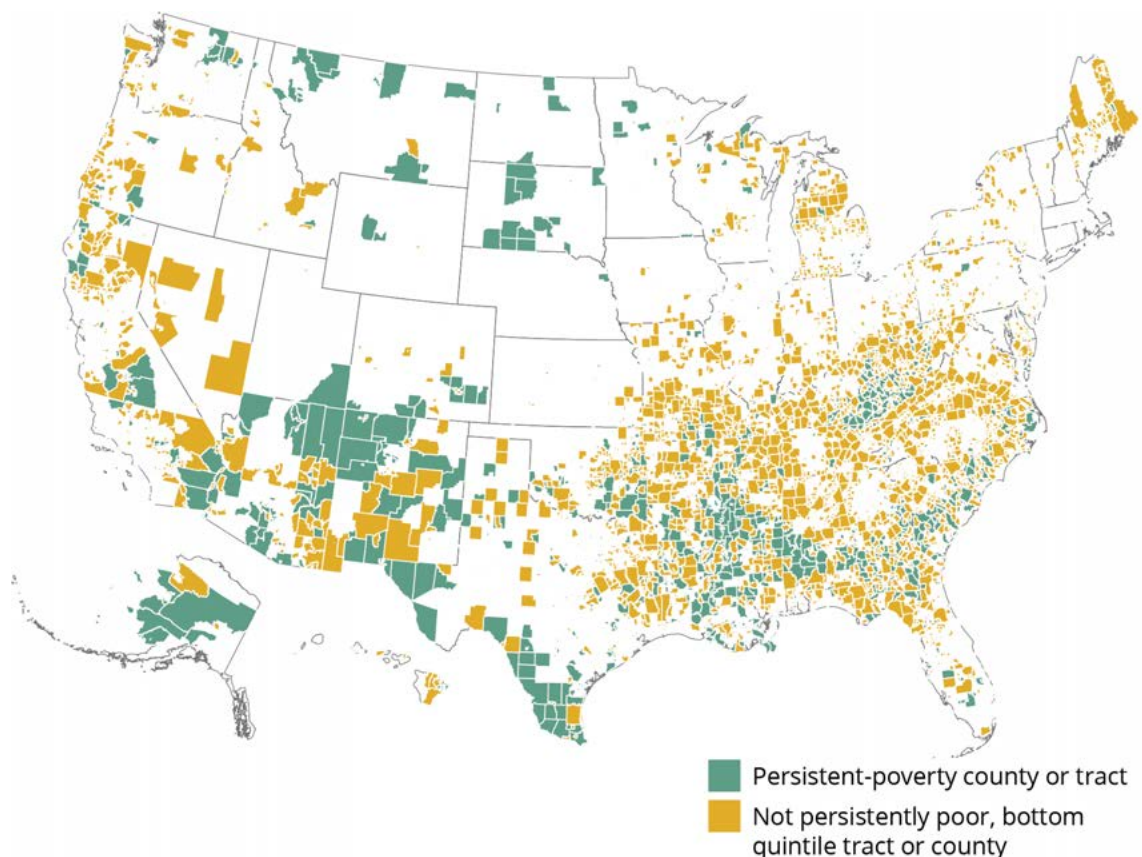 Persistent-poverty county or tract
Not persistently poor, bottom
quintile tract or county